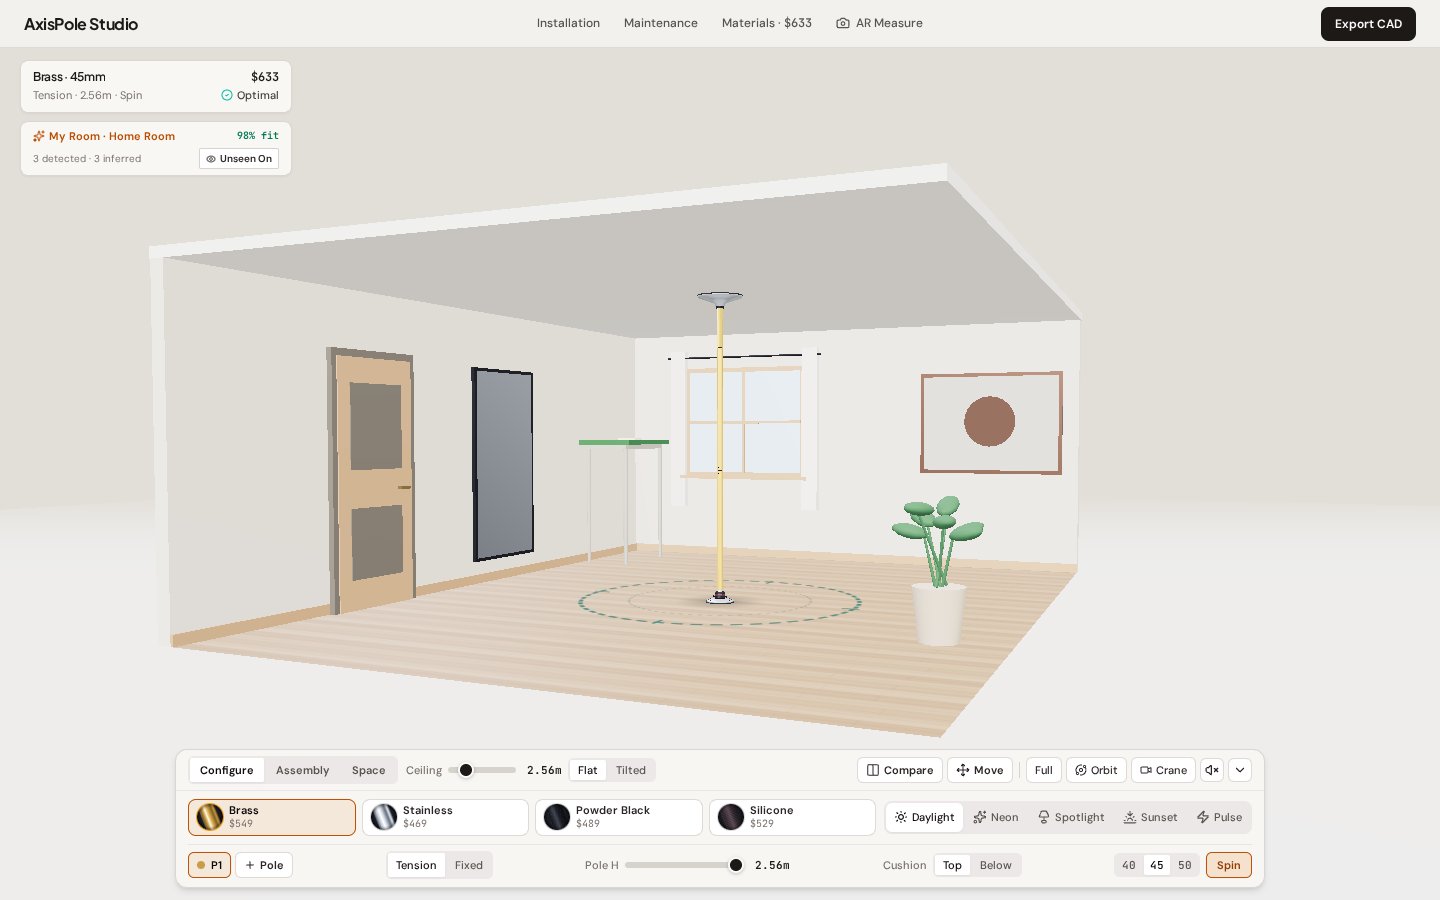 AxisPole Studio
Installation
Maintenance
Materials · $633
AR Measure
Export CAD
Brass · 45mm
$633
Tension · 2.56m · Spin
Optimal
My Room · Home Room
98% fit
3 detected · 3 inferred
Unseen On
Configure
Assembly
Space
Ceiling
2.56m
Flat
Tilted
Compare
Move
Full
Orbit
Crane
Brass
$549
Stainless
$469
Powder Black
$489
Silicone
$529
Daylight
Neon
Spotlight
Sunset
Pulse
P1
+ Pole
Tension
Fixed
Pole H
2.56m
Cushion
Top
Below
40
45
50
Spin